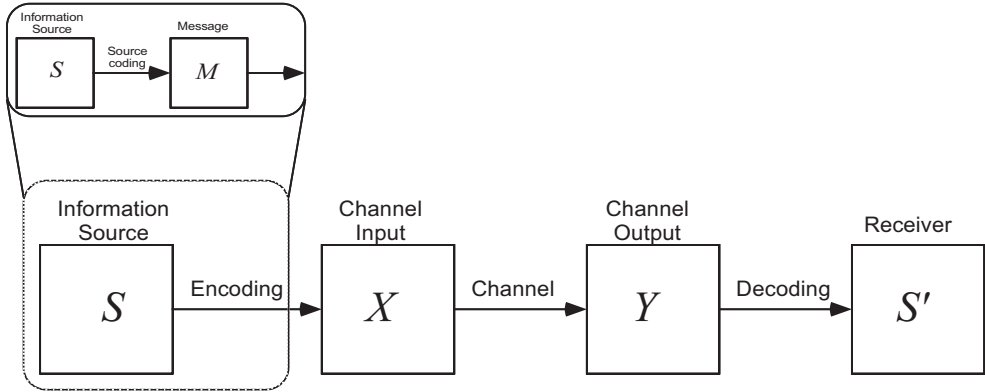 Information
Source
Message
S
Source
coding
M
Information
Source
Channel
Input
Channel
Output
Receiver
S
Encoding
X
Channel
Y
Decoding
S'